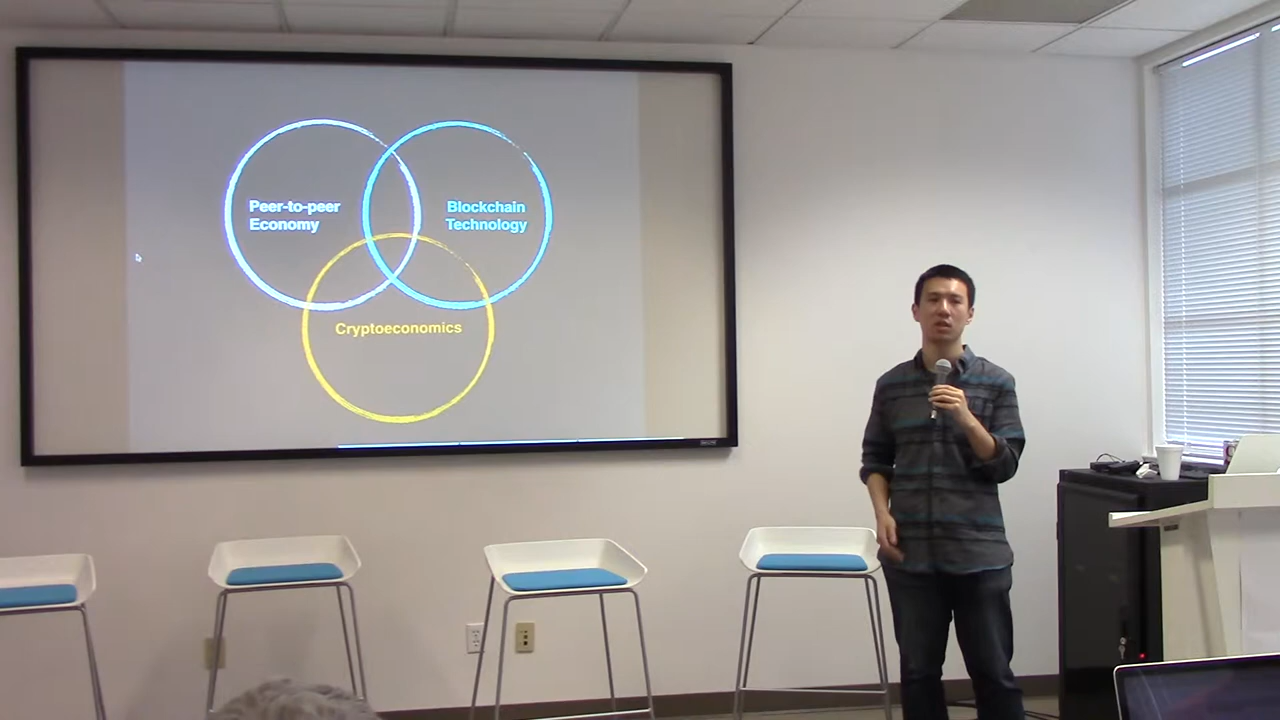 Peer-to-peer
Economy
Blockchain
Technology
Cryptoeconomics